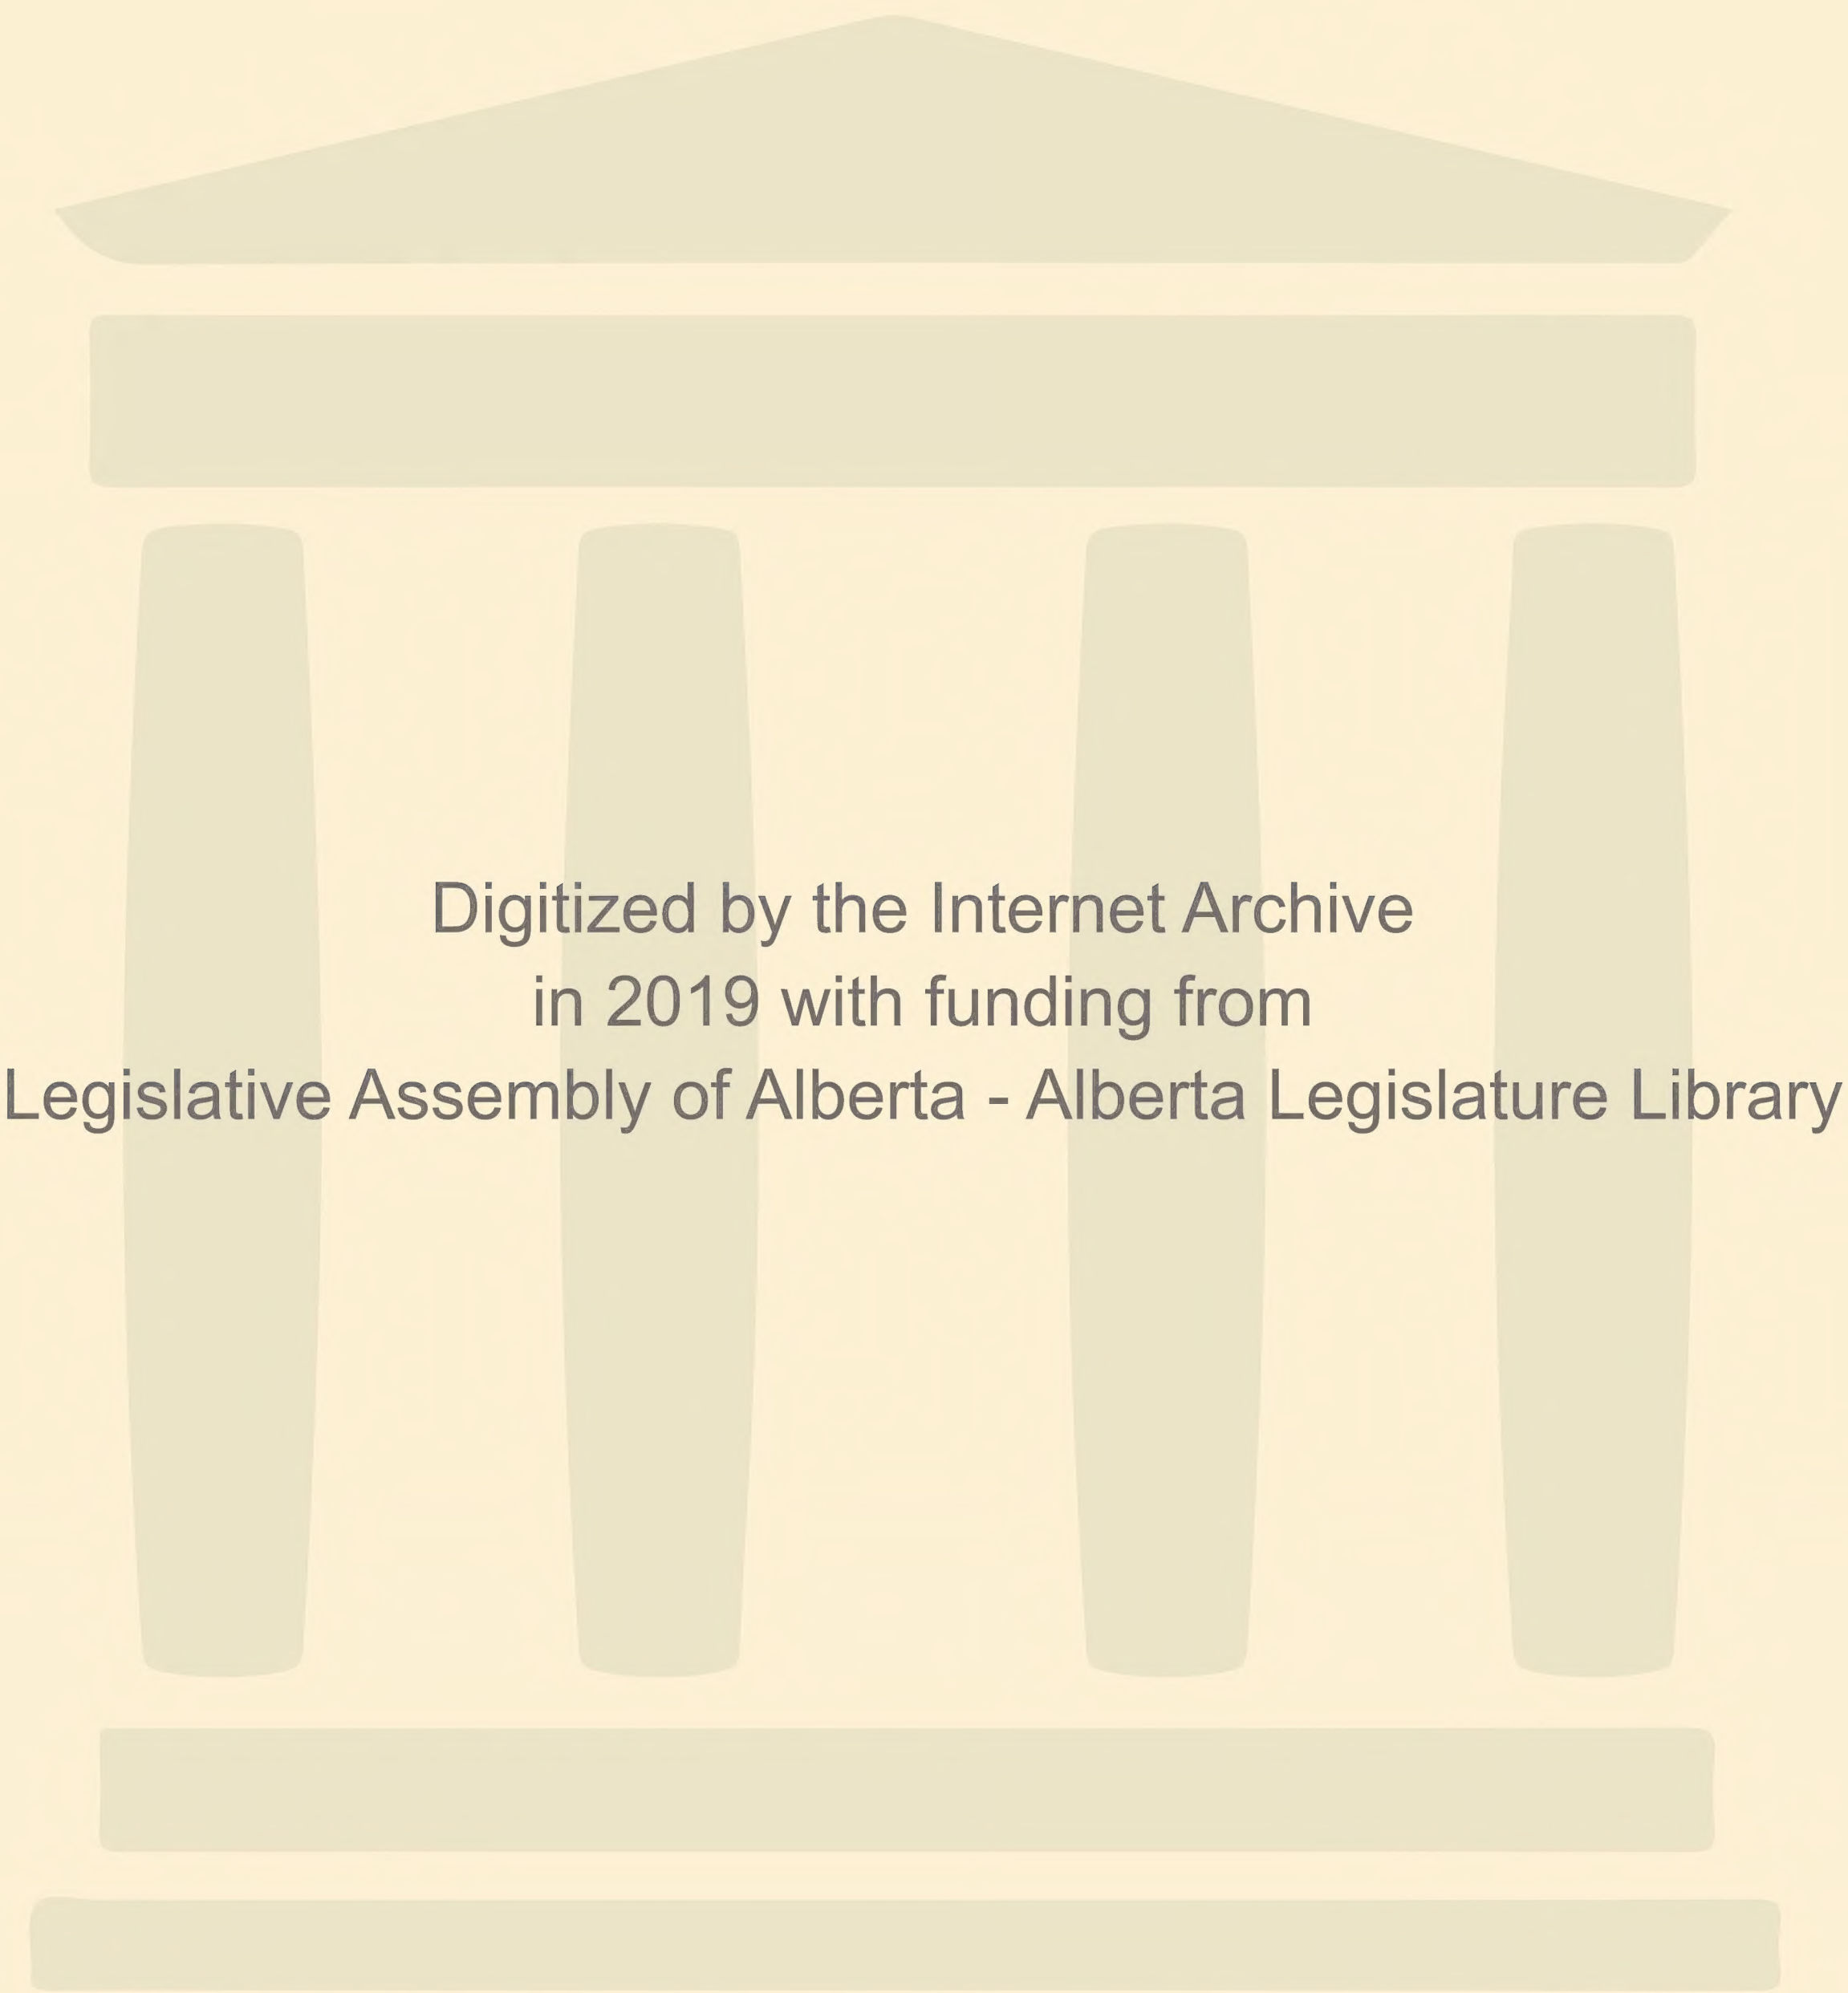 Digitized by the Internet Archive
in 2019 with funding from
Legislative Assembly of Alberta - Alberta Legislature Library